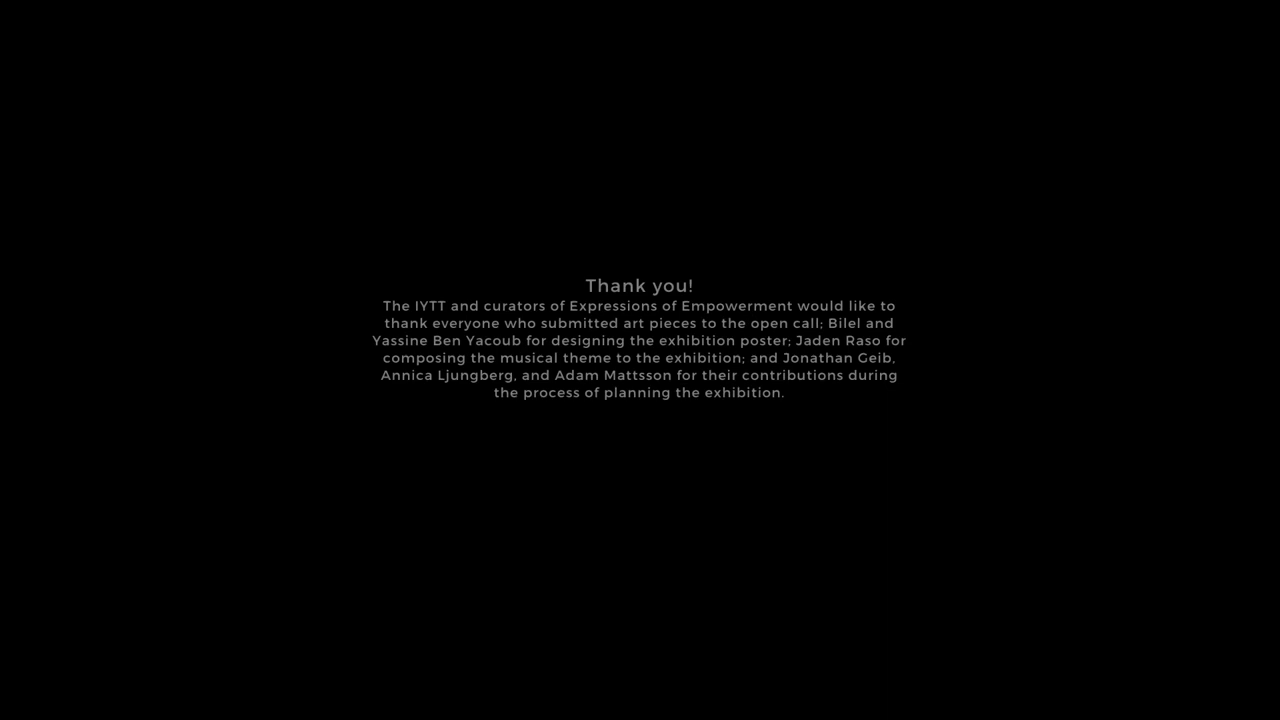 Thank you!
The IYTT and curators of Expressions of Empowerment would like to
thank everyone who submitted art pieces to the open call; Bilel and
Yassine Ben Yacoub for designing the exhibition poster; Jaden Raso for
composing the musical theme to the exhibition; and Jonathan Geib,
Annica Ljungberg, and Adam Mattsson for their contributions during
the process of planning the exhibition.